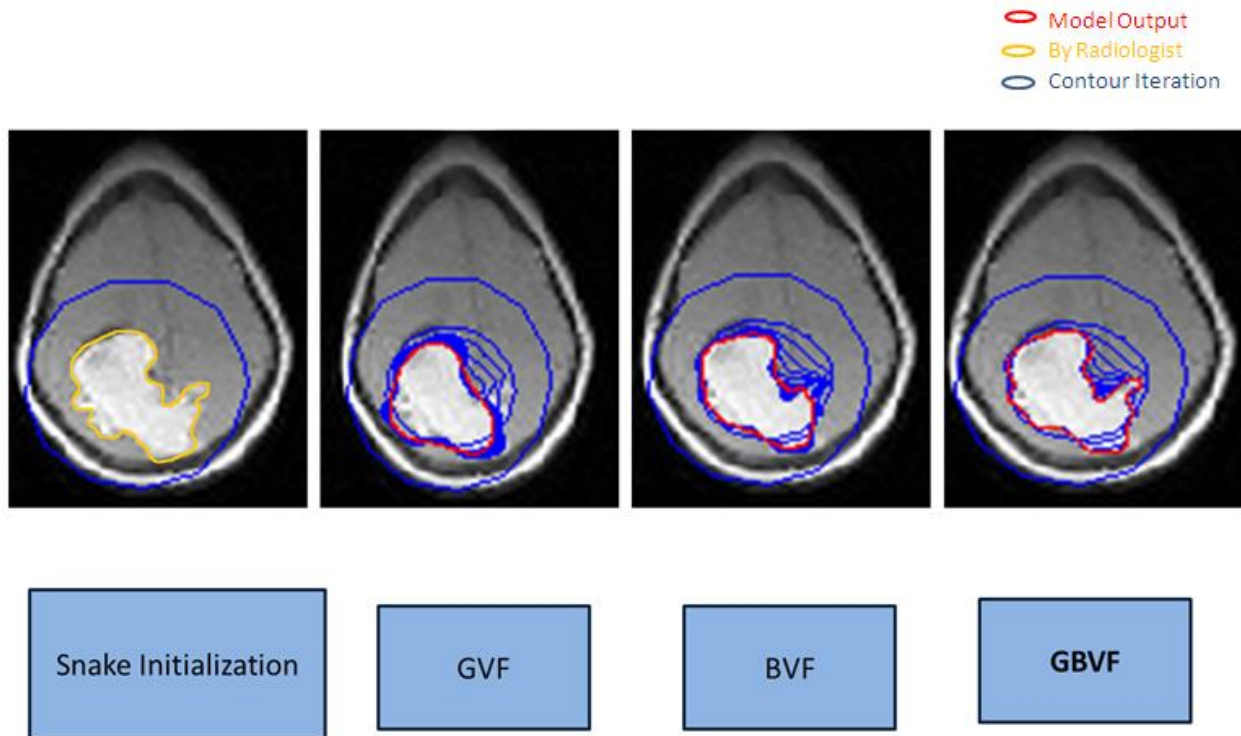 Model Output
By Radiologist
Contour Iteration
Snake Initialization
GVF
BVF
GBVF